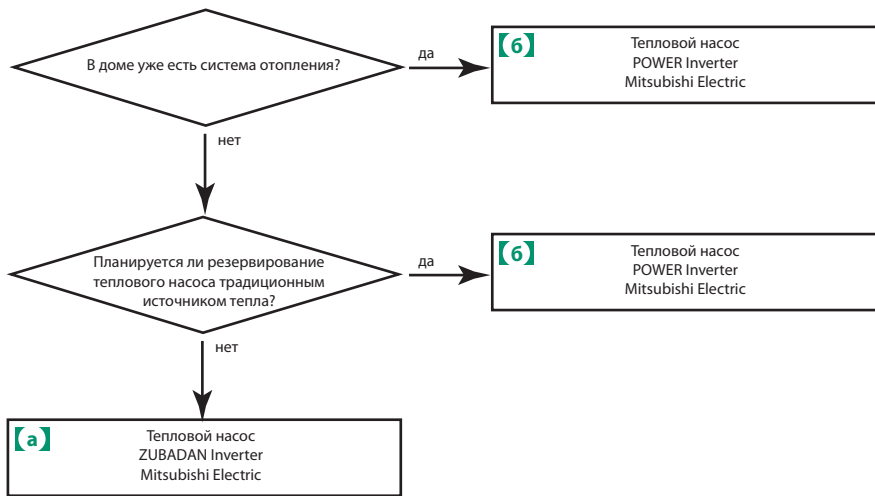 В доме уже есть система отопления?
да
【б】
Тепловой насос
POWER Inverter
Mitsubishi Electric
нет
Планируется ли резервирование
теплового насоса традиционным
источником тепла?
да
【б】
Тепловой насос
POWER Inverter
Mitsubishi Electric
нет
【а】
Тепловой насос
ZUBADAN Inverter
Mitsubishi Electric